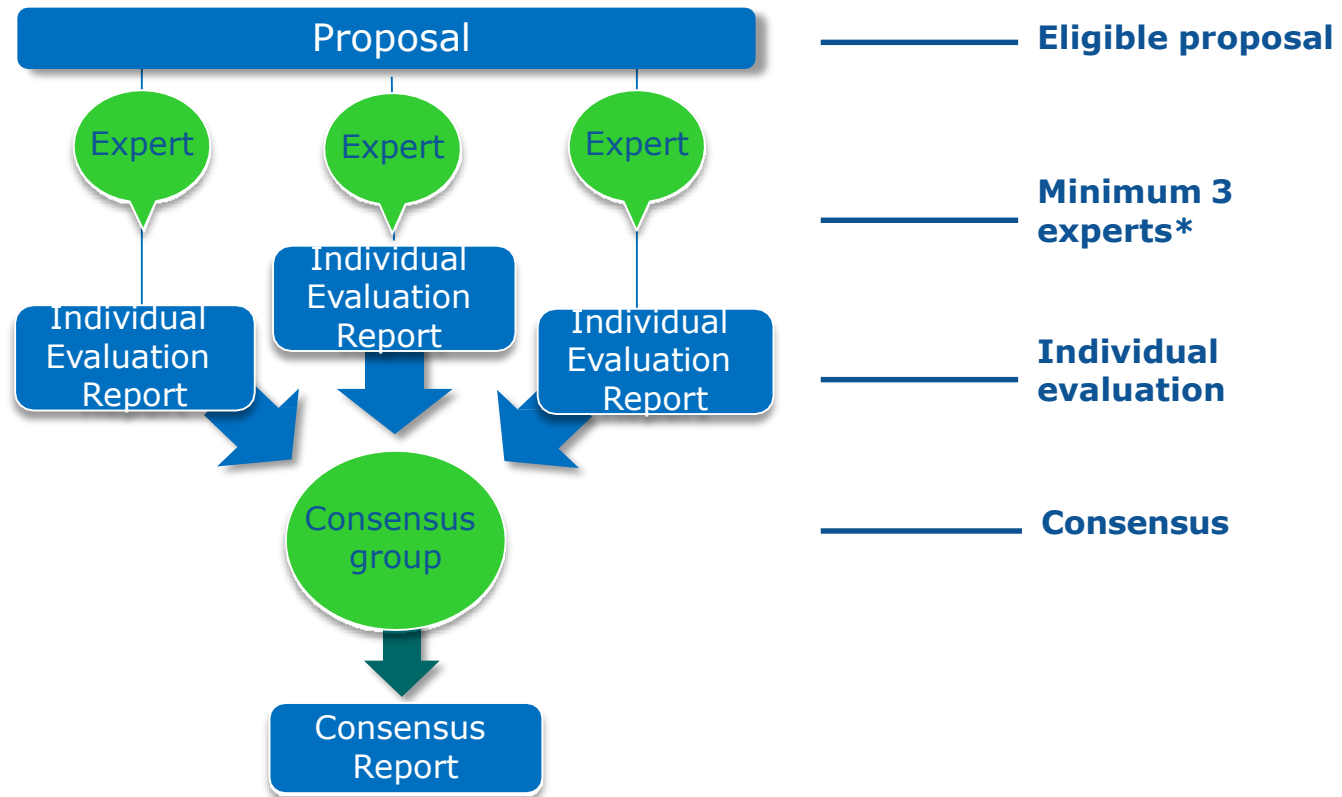 Proposal
Eligible proposal
Expert
Expert
Expert
Minimum 3
experts*
Individual
Evaluation
Report
Individual
Evaluation
Report
Individual
Evaluation
Report
Individual
evaluation
Consensus
group
Consensus
Consensus
Report